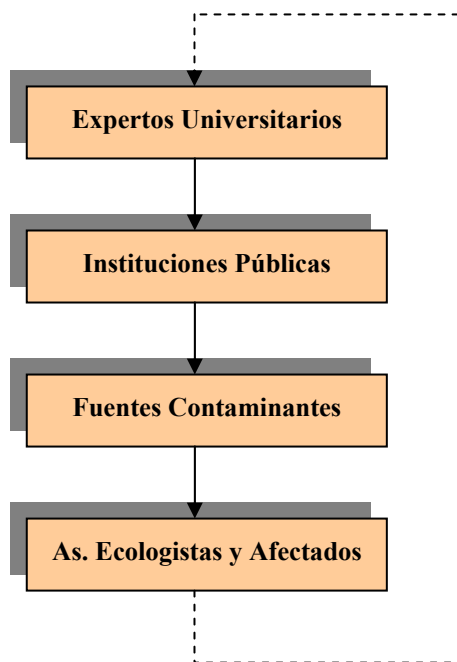 Expertos Universitarios
Instituciones Públicas
Fuentes Contaminantes
As. Ecologistas y Afectados